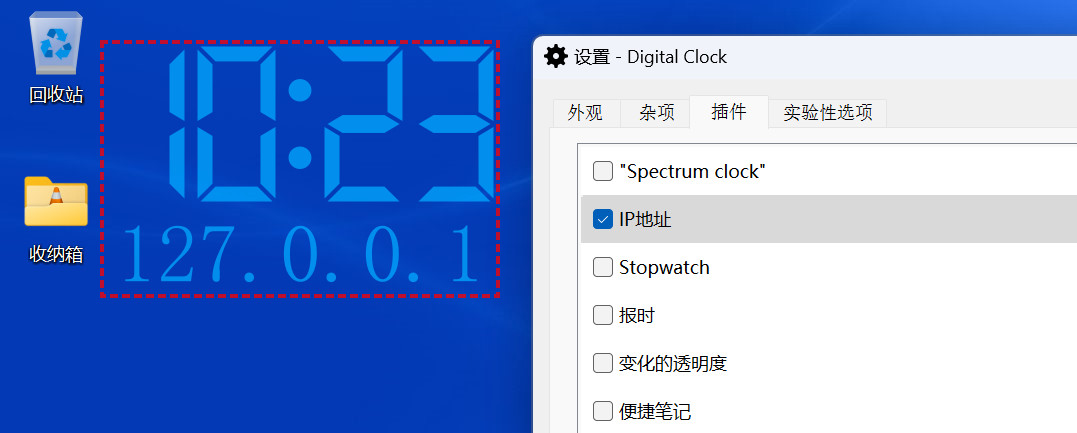 回收站
10:23
127.0.0.1
收纳箱
设置 - Digital Clock
外观 杂项 插件 实验性选项
"Spectrum clock"
IP地址
Stopwatch
报时
变化的透明度
便捷笔记